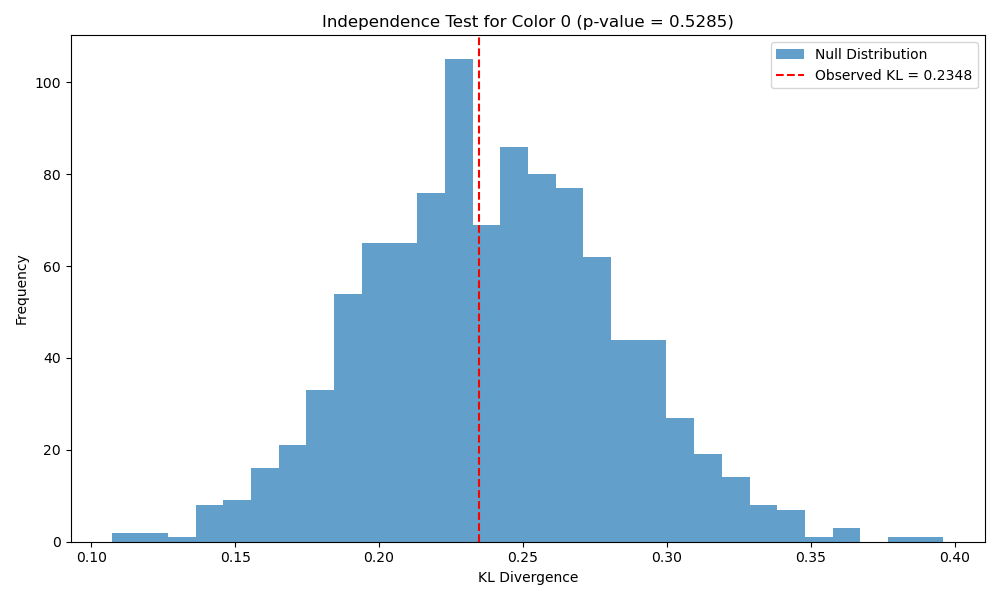 Independence Test for Color 0 (p-value = 0.5285)
Null Distribution
Observed KL = 0.2348
Frequency
100
80
60
40
20
0
0.10 0.15 0.20 0.25 0.30 0.35 0.40
KL Divergence